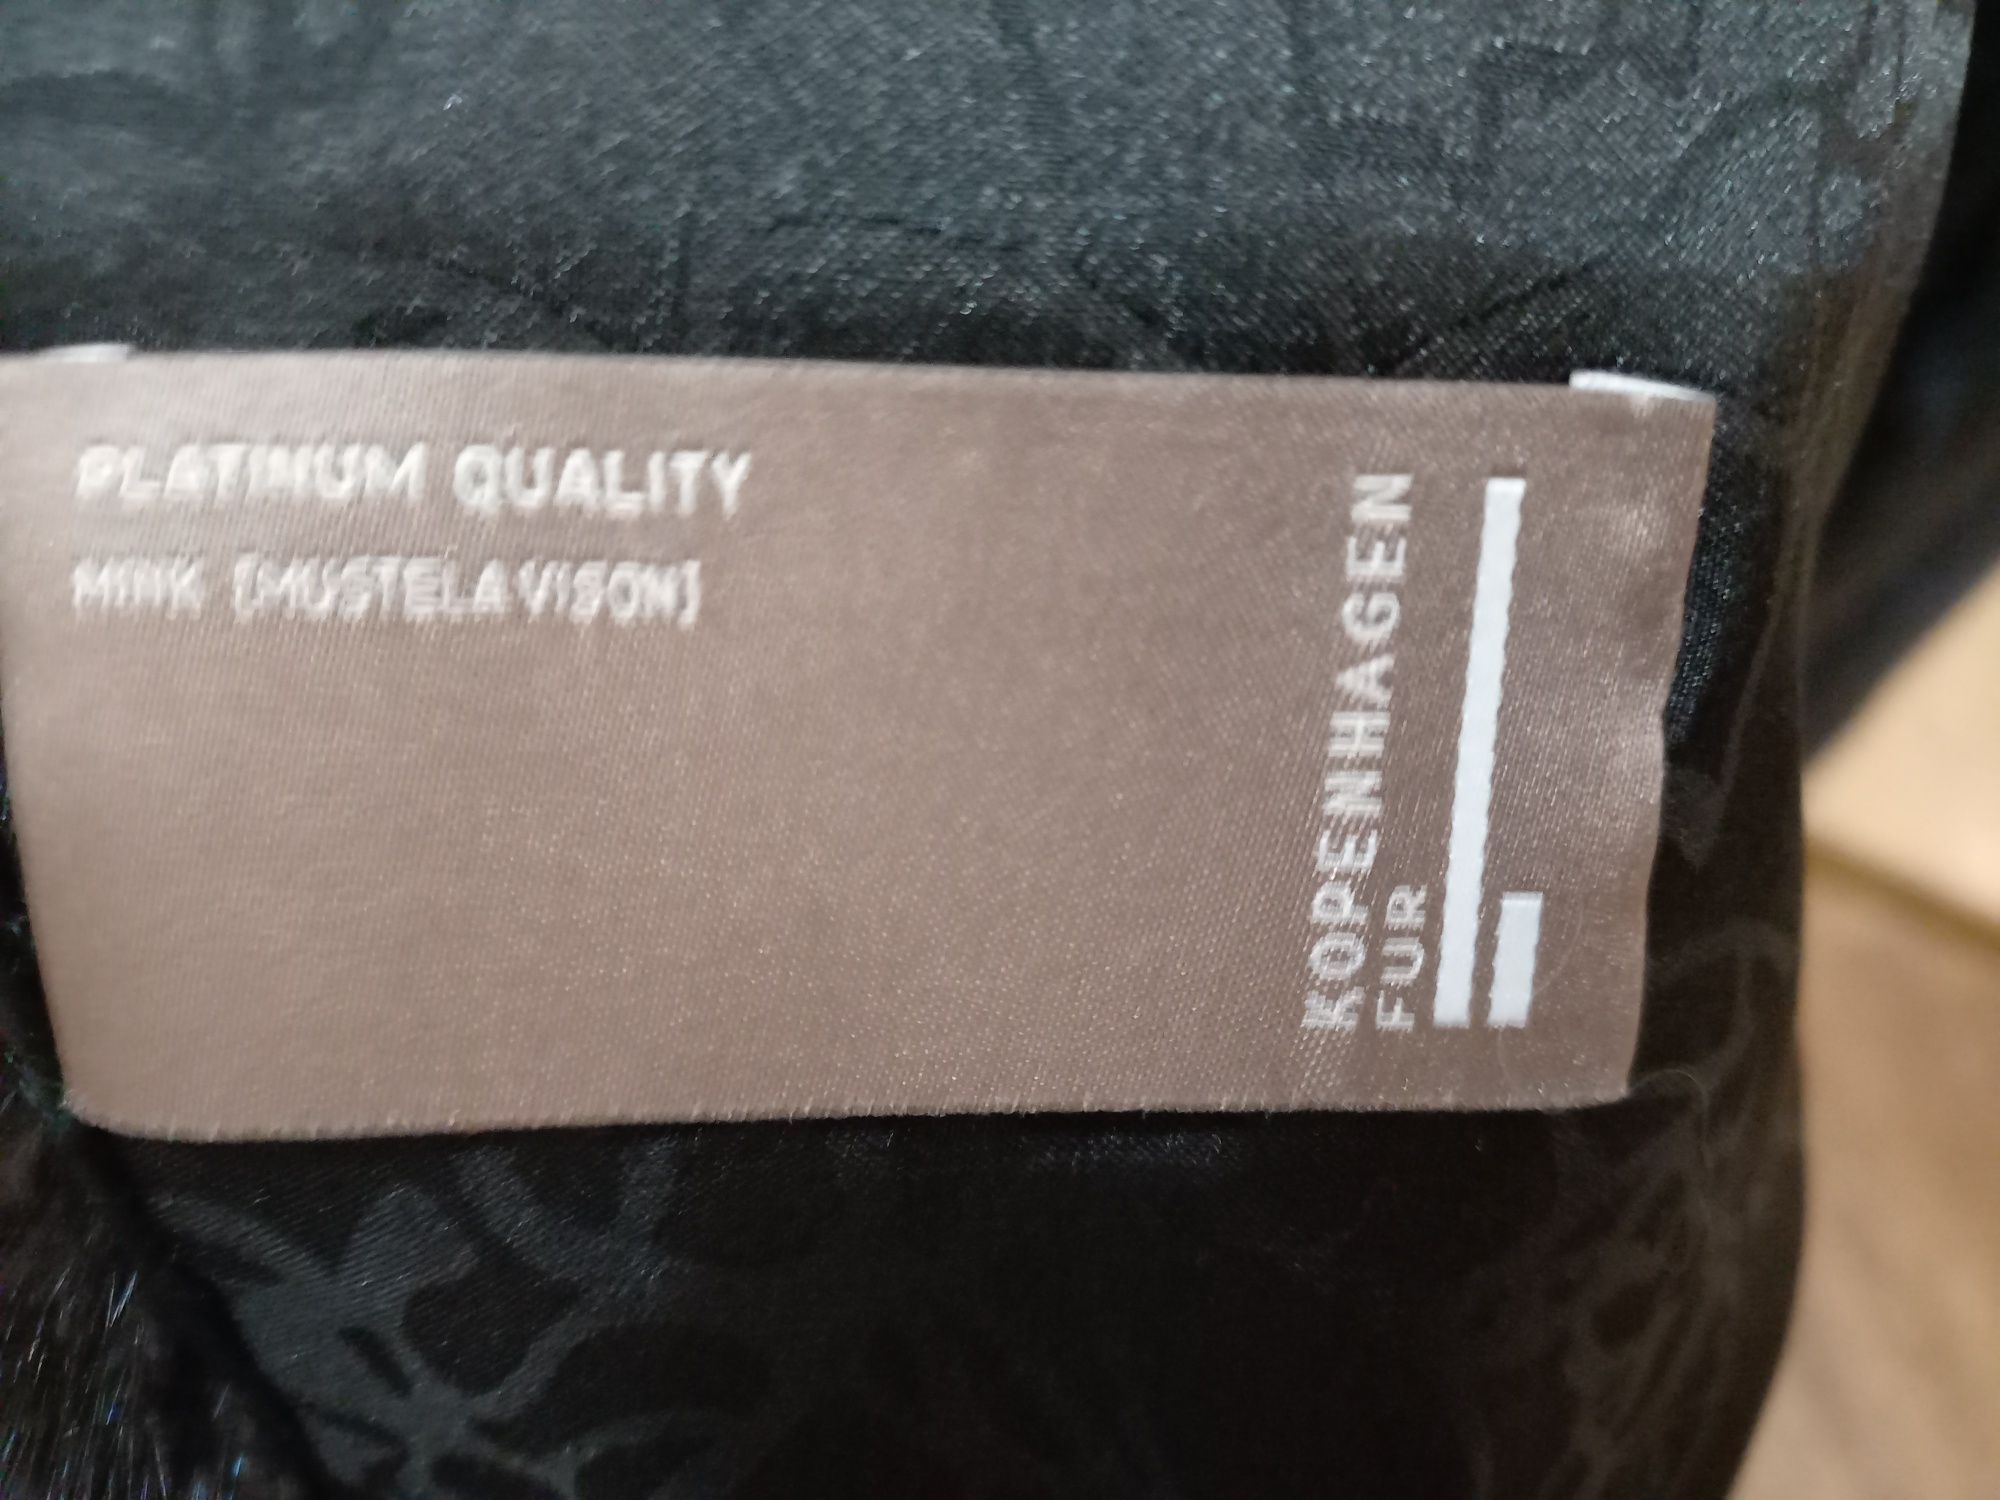 PLATINUM QUALITY
MINK [MUSTELA VISON]
KOPENHAGEN
FUR